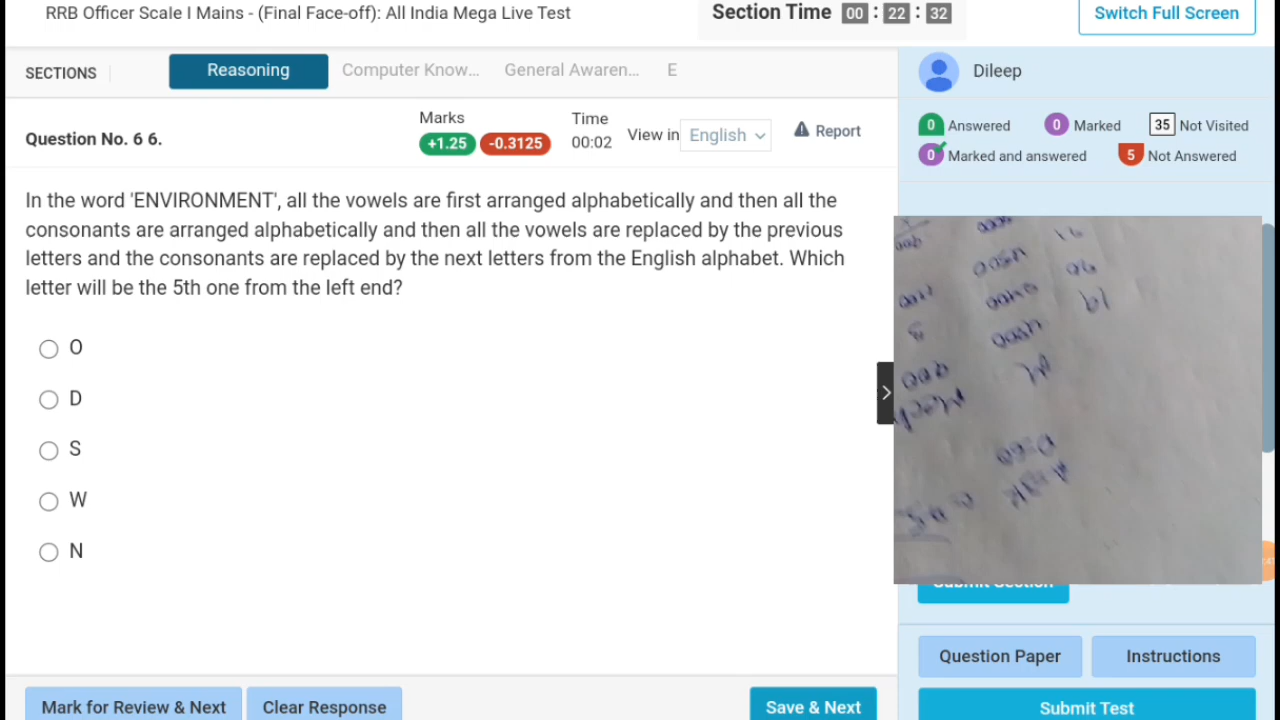 RRB Officer Scale I Mains - (Final Face-off): All India Mega Live Test
Section Time 00 : 22 : 32
Switch Full Screen
SECTIONS
Reasoning
Computer Know...
General Awaren...
E
Dileep
Question No. 6 6.
Marks
+1.25 -0.3125
Time
00:02
View in English
Report
0 Answered
0 Marked
35 Not Visited
0 Marked and answered
5 Not Answered
In the word 'ENVIRONMENT', all the vowels are first arranged alphabetically and then all the
consonants are arranged alphabetically and then all the vowels are replaced by the previous
letters and the consonants are replaced by the next letters from the English alphabet. Which
letter will be the 5th one from the left end?
O
D
S
W
N
Submit Section
Question Paper
Instructions
Mark for Review & Next
Clear Response
Save & Next
Submit Test